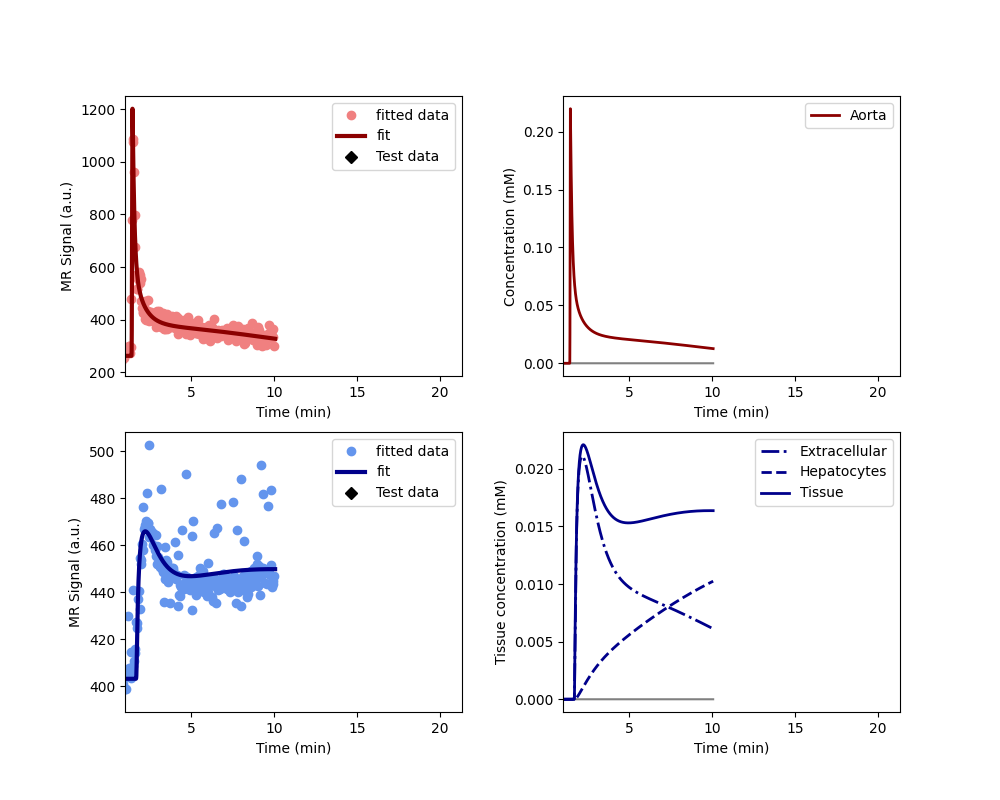 1200
1000
800
600
400
200
MR Signal (a.u.)
5
10
15
20
Time (min)
fitted data
fit
Test data
0.20
0.15
0.10
0.05
0.00
Concentration (mM)
5
10
15
20
Time (min)
Aorta
500
480
460
440
420
400
MR Signal (a.u.)
5
10
15
20
Time (min)
fitted data
fit
Test data
0.020
0.015
0.010
0.005
0.000
Tissue concentration (mM)
5
10
15
20
Time (min)
Extracellular
Hepatocytes
Tissue